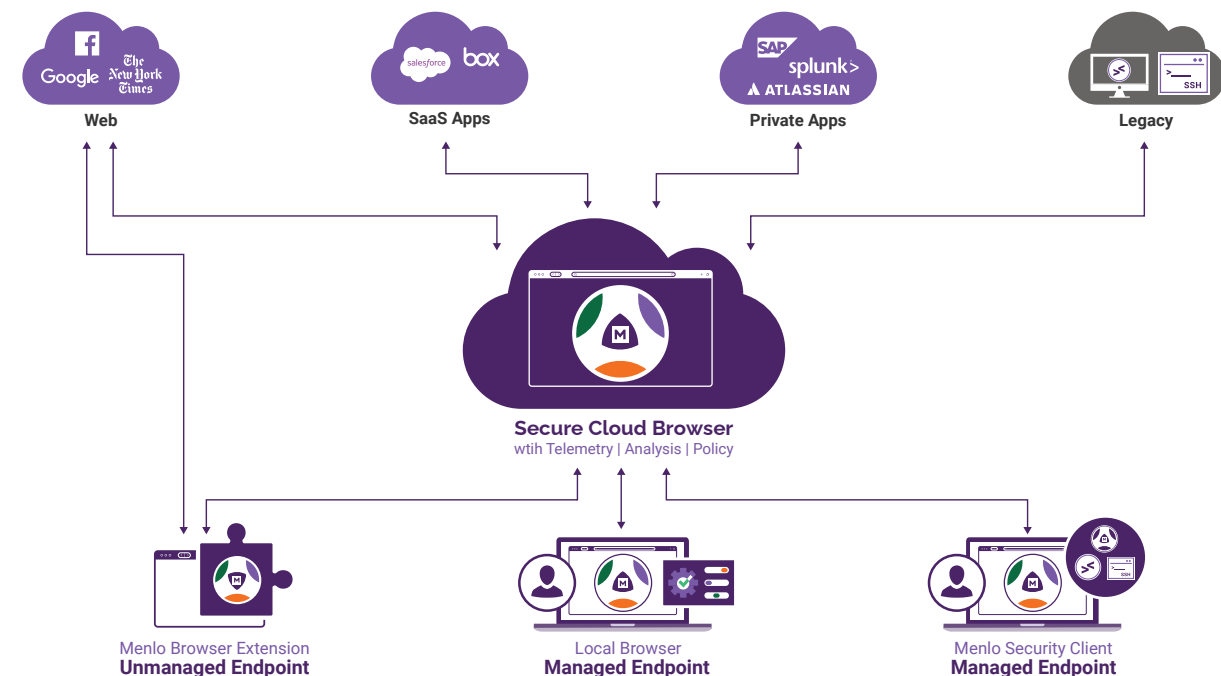 f
Google
The
New York
Times
Web
salesforce
box
SaaS Apps
SAP
splunk>
ATLASSIAN
Private Apps
><
>__
SSH
Legacy
M
Secure Cloud Browser
wtih Telemetry | Analysis | Policy
M
Menlo Browser Extension
Unmanaged Endpoint
M
Local Browser
Managed Endpoint
M
M
><
>__
SSH
Menlo Security Client
Managed Endpoint